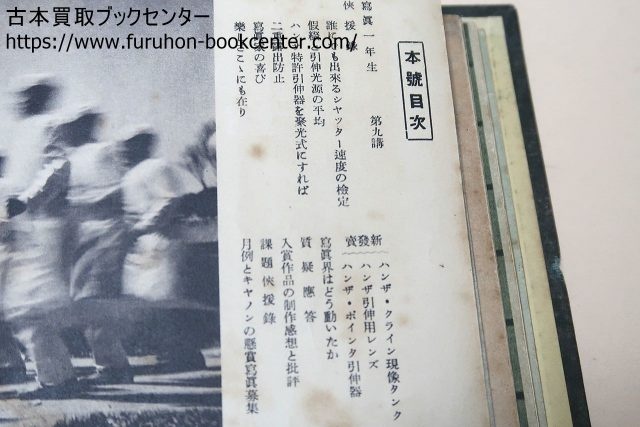 古本買取ブックセンター
https://www.furuhon-bookcenter.com/
本號目次
寫眞一年生 第九講
俠援
誰にも出來るシャッター速度の檢定
假編引伸光源の平均
ハンザ特許引伸器を聚光式にすれば
二重露出防止
寫眞家の喜び
樂しさこゝにも在り
新發賣
ハンザ・クライン現像タンク
ハンザ引伸用レンズ
ハンザ・ポインタ引伸器
寫眞界はどう動いたか
質疑應答
入賞作品の制作感想と批評
課題俠援錄
月例とキヤノンの懸賞寫眞募集